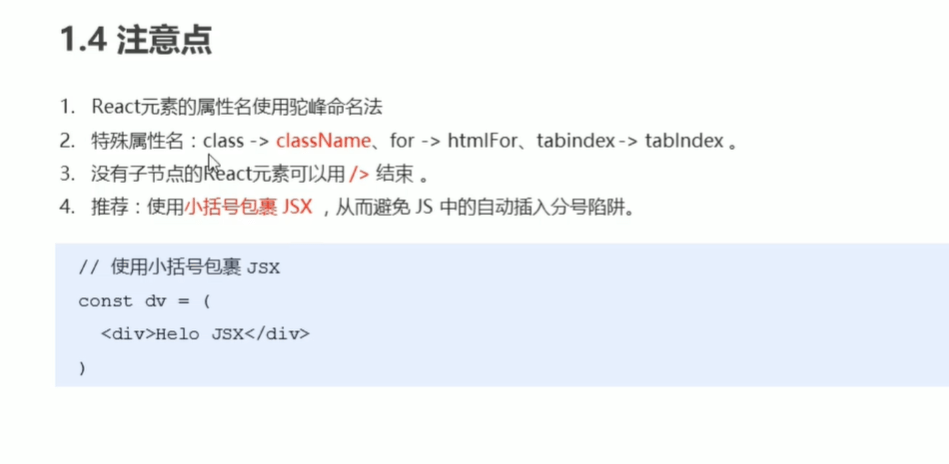 1.4 注意点
1. React元素的属性名使用驼峰命名法
2. 特殊属性名：class -> className、for -> htmlFor、tabindex -> tabIndex 。
3. 没有子节点的React元素可以用 /> 结束 。
4. 推荐：使用小括号包裹 JSX ，从而避免 JS 中的自动插入分号陷阱。
// 使用小括号包裹 JSX
const dv = (
  <div>Helo JSX</div>
)